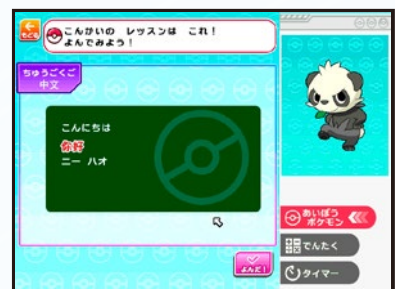 もどる
こんかいの レッスンは これ!
よんでみよう!
ちゅうごくご
中文
こんにちは
你好
ニー ハオ
よんだ!
あいぼう
ポケモン
でんたく
タイマー